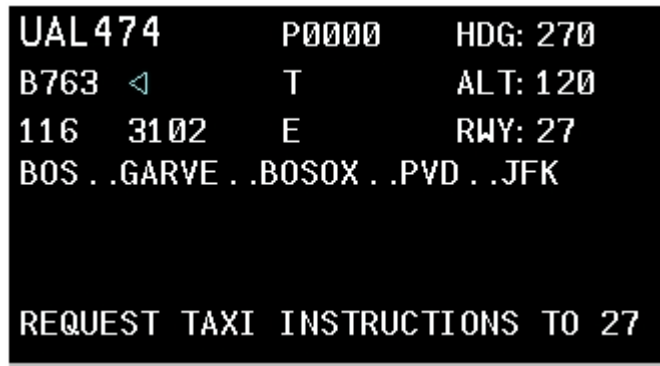 UAL474 P0000 HDG: 270
B763 T ALT: 120
116 3102 E RWY: 27
BOS..GARVE..BOSOX..PVD..JFK
REQUEST TAXI INSTRUCTIONS TO 27